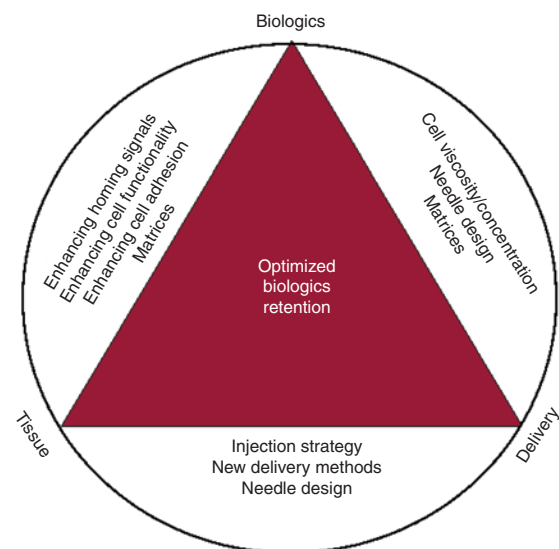 Biologics
Enhancing homing signals
Enhancing cell functionality
Enhancing cell adhesion
Matrices
Cell viscosity/concentration
Needle design
Matrices
Optimized
biologics
retention
Tissue
Delivery
Injection strategy
New delivery methods
Needle design